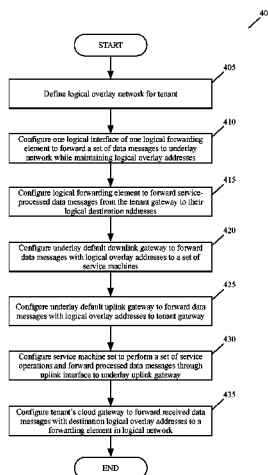 40
START
405
Define logical overlay network for tenant
410
Configure one logical interface of one logical forwarding
element to forward a set of data messages to underlay
network while maintaining logical overlay addresses
415
Configure logical forwarding element to forward service-
processed data messages from the tenant gateway to their
logical destination addresses
420
Configure underlay default downlink gateway to forward
data messages with logical overlay addresses to a set of
service machines
425
Configure underlay default uplink gateway to forward data
messages with logical overlay addresses to tenant gateway
430
Configure service machine set to perform a set of service
operations and forward processed data messages through
uplink interface to underlay uplink gateway
435
Configure tenant's cloud gateway to forward received data
messages with destination logical overlay addresses to a
forwarding element in logical network
END